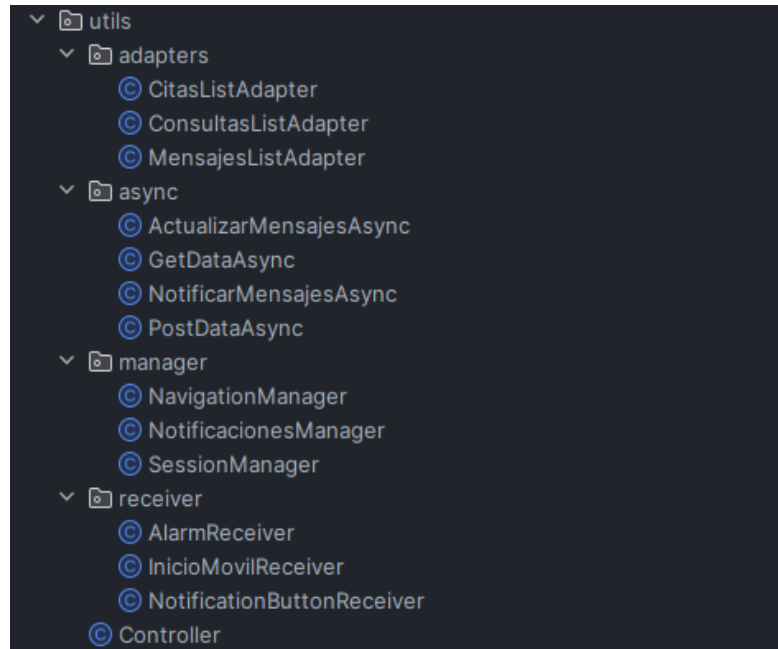 utils
adapters
CitasListAdapter
ConsultasListAdapter
MensajesListAdapter
async
ActualizarMensajesAsync
GetDataAsync
NotificarMensajesAsync
PostDataAsync
manager
NavigationManager
NotificacionesManager
SessionManager
receiver
AlarmReceiver
InicioMovilReceiver
NotificationButtonReceiver
Controller